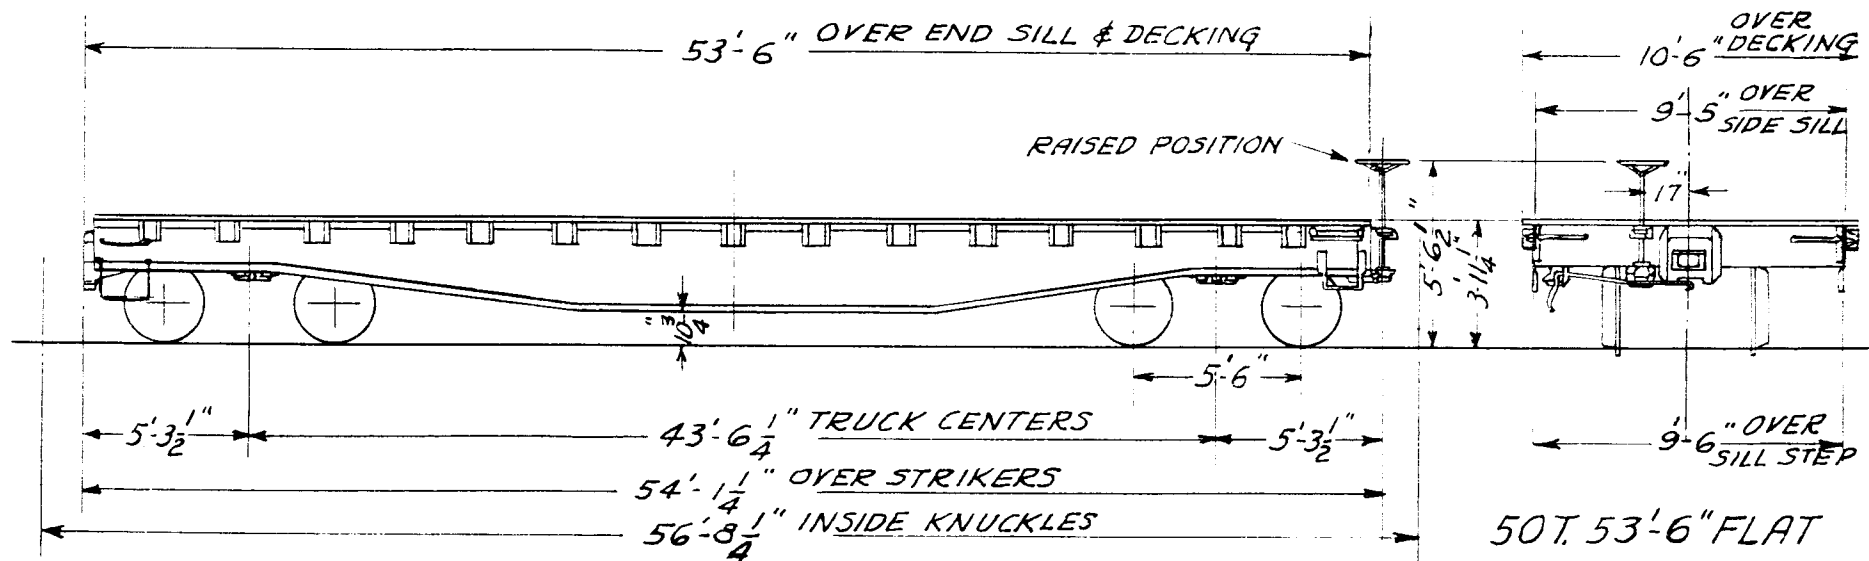 53'-6" OVER END SILL & DECKING
OVER
10'-6" DECKING
9'-5" OVER
SIDE SILL
RAISED POSITION
17"
5'-6 1/2"
3'-11 1/4"
10 3/4"
5'-6"
5'-3 1/2"
43'-6 1/4" TRUCK CENTERS
5'-3 1/2"
9'-6" OVER
SILL STEP
54'-1 1/4" OVER STRIKERS
56'-8 1/4" INSIDE KNUCKLES
50T. 53'-6" FLAT